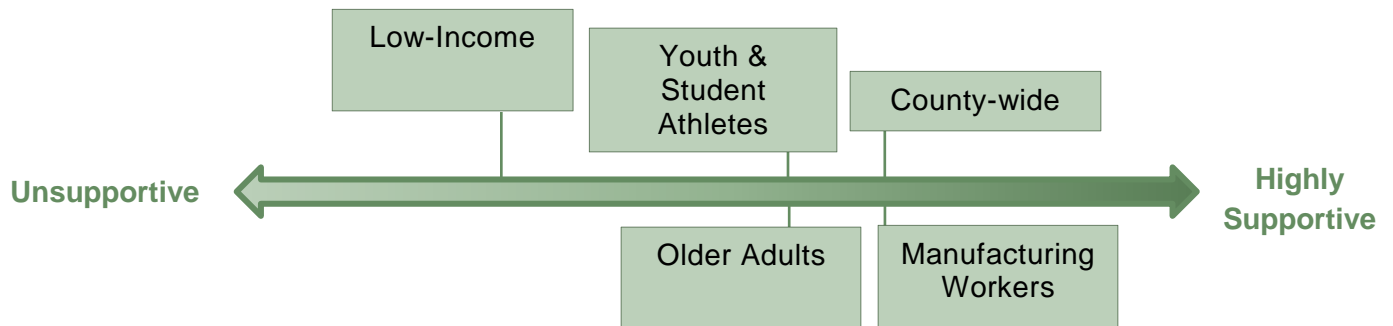 Low-Income
Youth &
Student
Athletes
County-wide
Unsupportive
Highly
Supportive
Older Adults
Manufacturing
Workers